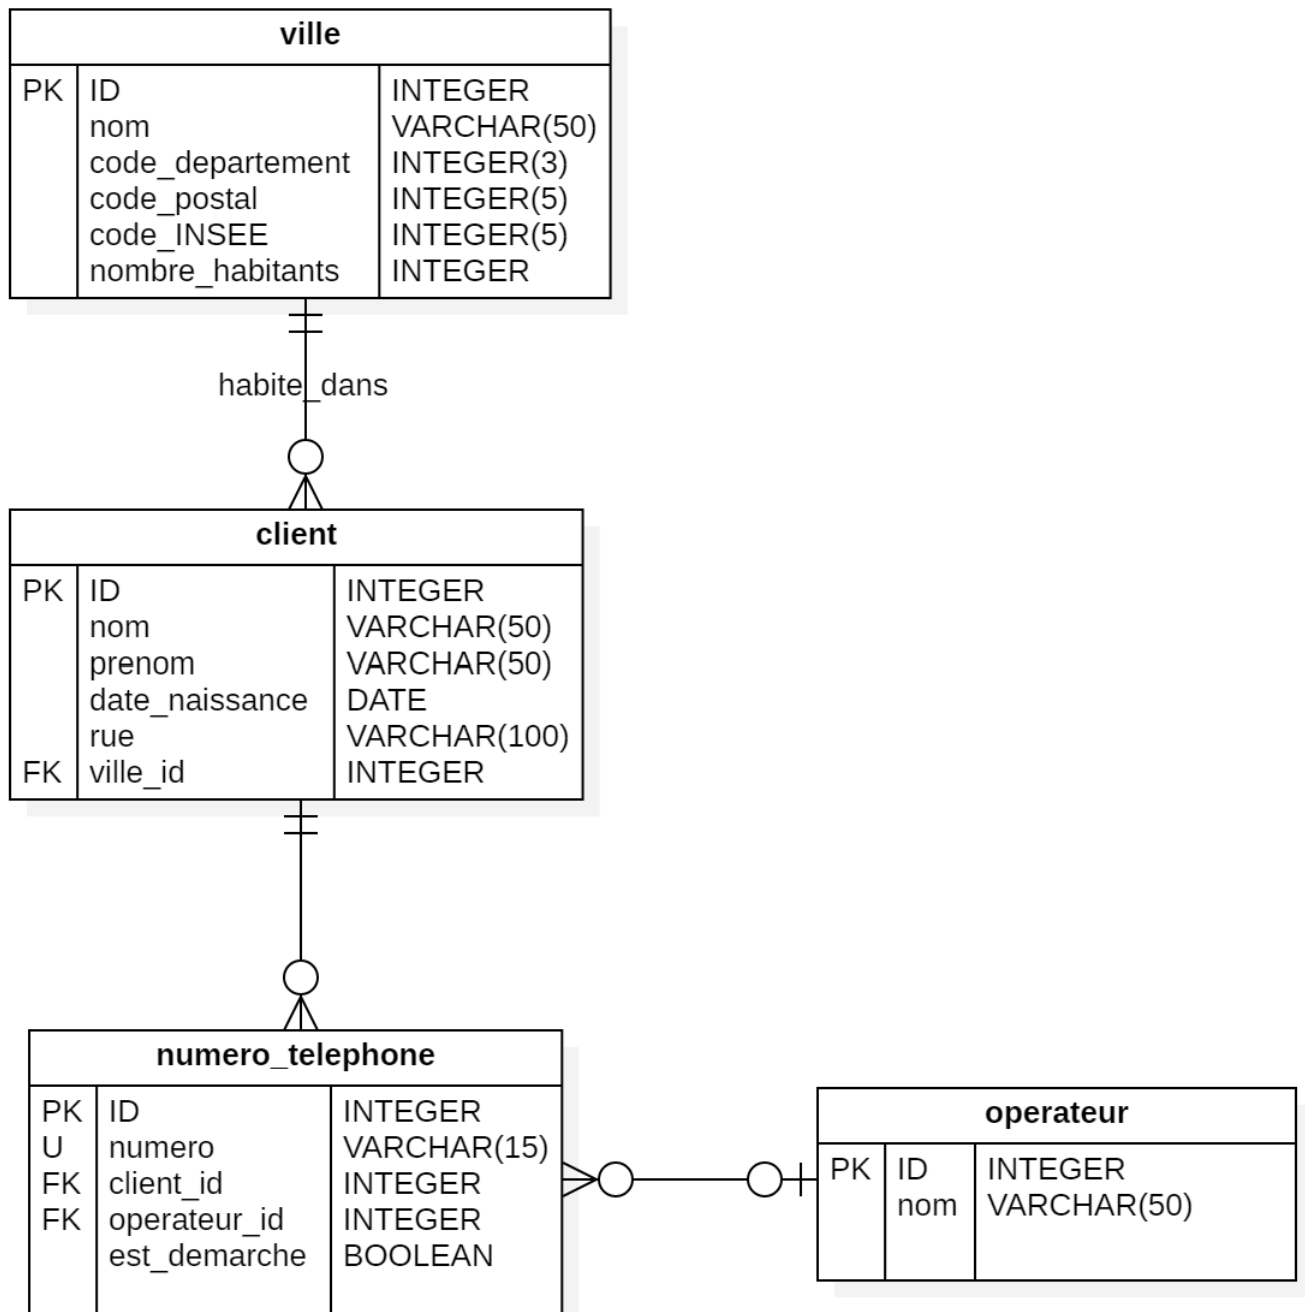 ville
PK ID INTEGER
nom VARCHAR(50)
code_departement INTEGER(3)
code_postal INTEGER(5)
code_INSEE INTEGER(5)
nombre_habitants INTEGER
habite_dans
client
PK ID INTEGER
nom VARCHAR(50)
prenom VARCHAR(50)
date_naissance DATE
rue VARCHAR(100)
FK ville_id INTEGER
numero_telephone
PK ID INTEGER
U numero VARCHAR(15)
FK client_id INTEGER
FK operateur_id INTEGER
est_demarche BOOLEAN
operateur
PK ID INTEGER
nom VARCHAR(50)